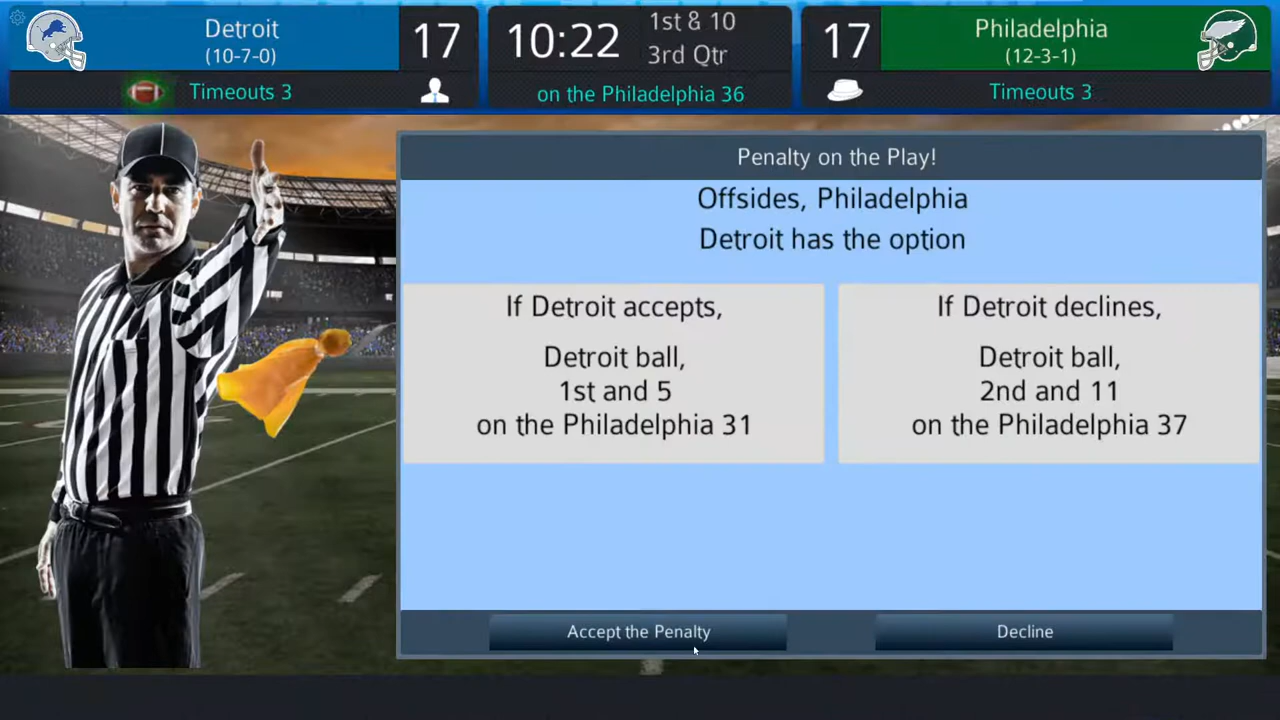 Detroit
(10-7-0)
17
Timeouts 3
10:22
1st & 10
3rd Qtr
on the Philadelphia 36
17
Philadelphia
(12-3-1)
Timeouts 3
Penalty on the Play!
Offsides, Philadelphia
Detroit has the option
If Detroit accepts,
Detroit ball,
1st and 5
on the Philadelphia 31
If Detroit declines,
Detroit ball,
2nd and 11
on the Philadelphia 37
Accept the Penalty
Decline